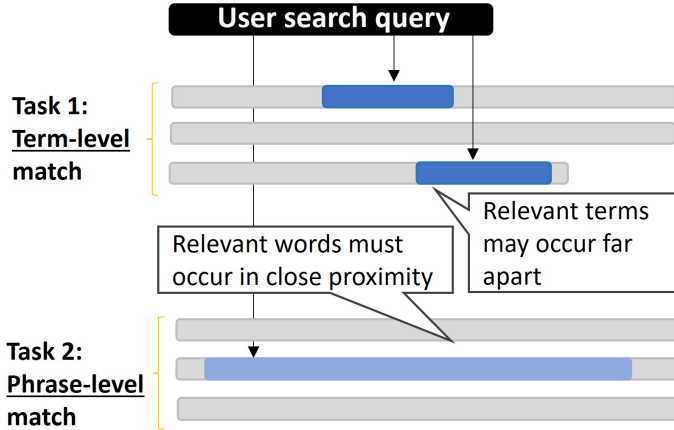 User search query
Task 1:
Term-level
match
Relevant terms
may occur far
apart
Relevant words must
occur in close proximity
Task 2:
Phrase-level
match